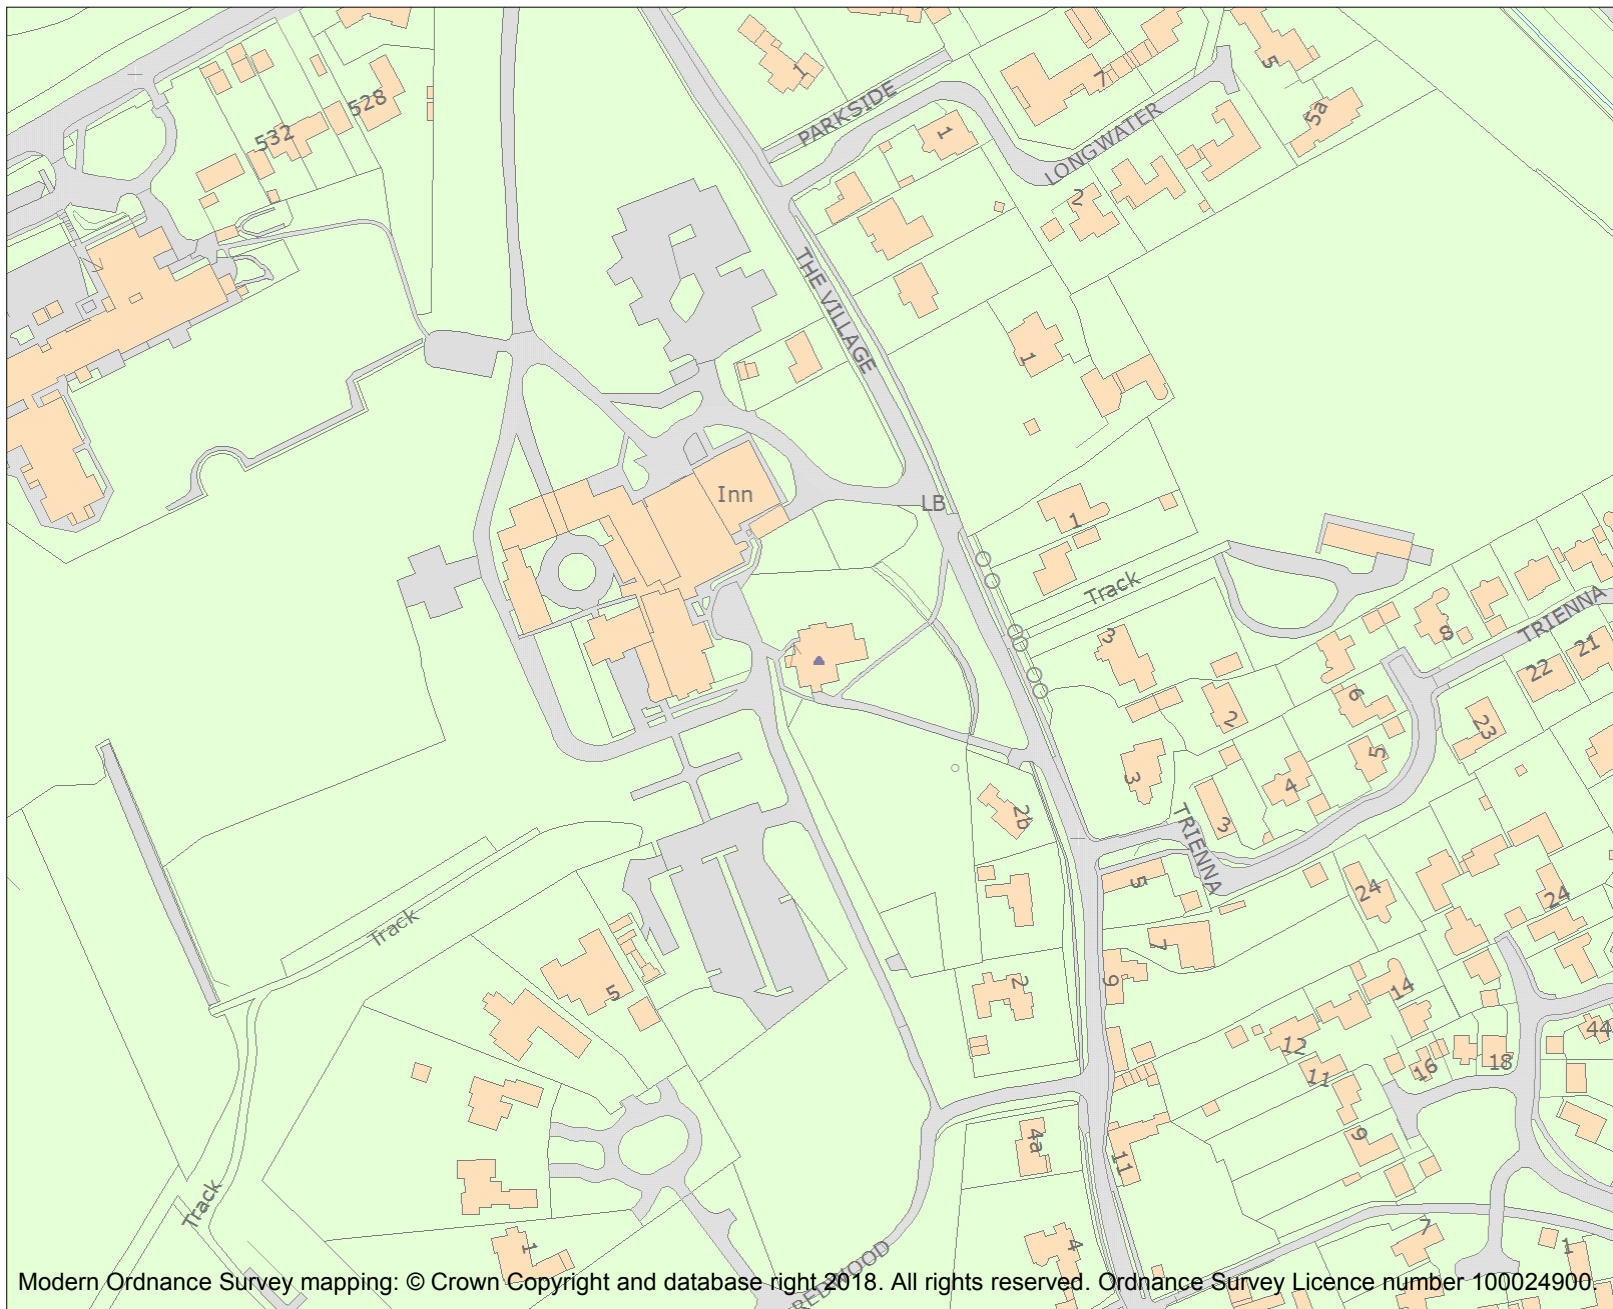 1
5
528
7
PARKSIDE
532
1
LONGWATER
5a
2
THE VILLAGE
1
Inn
LB
1
Track
TRIENNA
3
8
21
22
6
2
23
5
3
4
2b
3
TRIENNA
5
24
24
Track
7
5
2
9
14
44
12
18
11
16
4a
9
11
Track
7
1
4
1
REDWOOD
Modern Ordnance Survey mapping: © Crown Copyright and database right 2018. All rights reserved. Ordnance Survey Licence number 100024900.